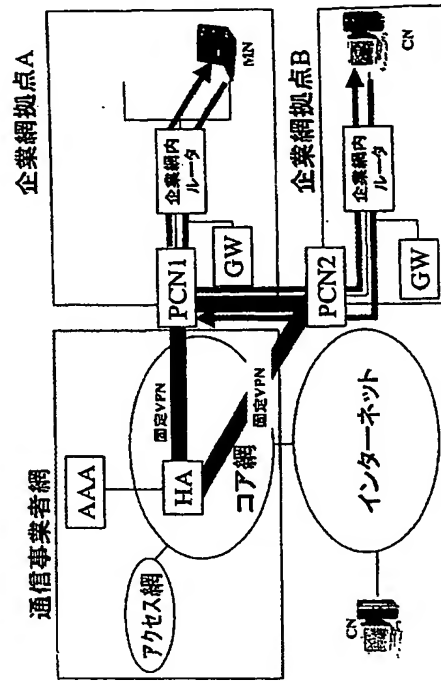 通信事業者網
AAA
HA
アクセス網
コア網
固定VPN
固定VPN
インターネット
CN
企業網拠点A
PCN1
GW
企業網内
ルータ
MN
企業網拠点B
PCN2
GW
企業網内
ルータ
CN